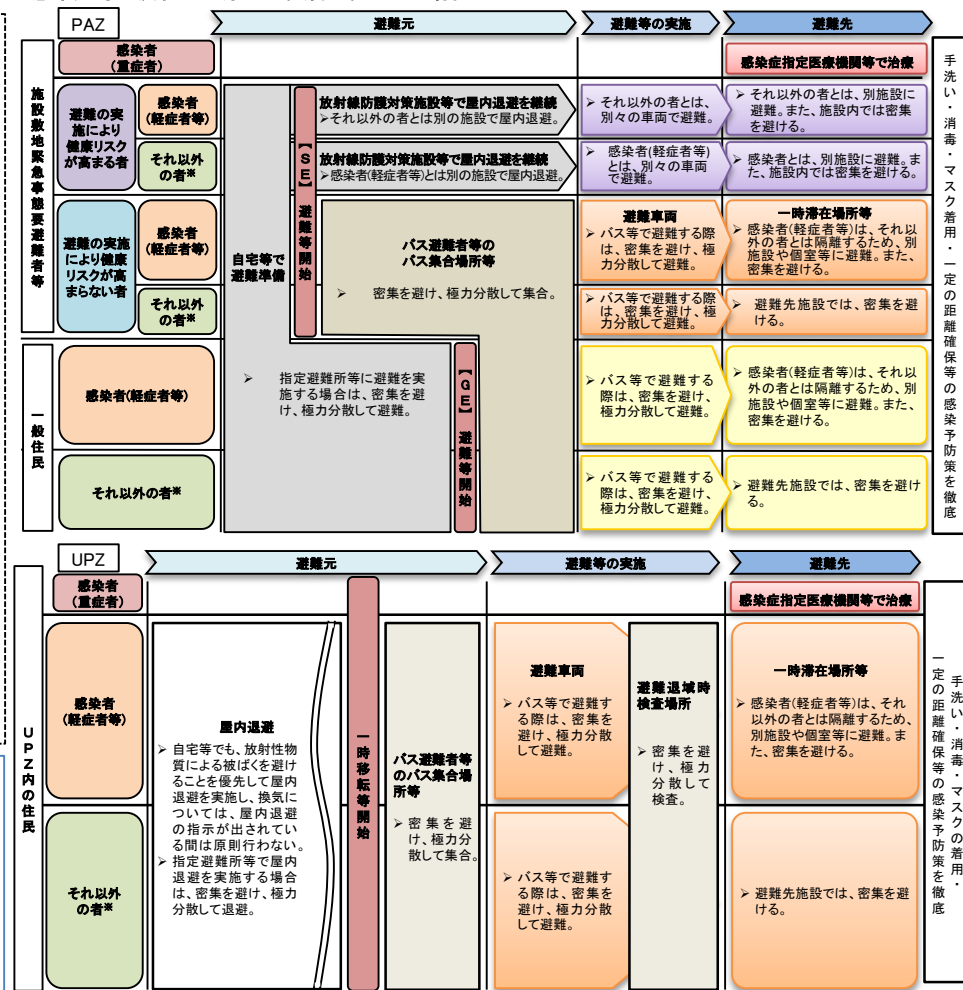 PAZ
避難元
避難等の実施
避難先
感染者
(重症者)
感染症指定医療機関等で治療
施設敷地緊急事態要避難者等
避難の実
施により
健康リスク
が高まる者
感染者
(軽症者等)
それ以外
の者※
避難の実施
により健康
リスクが高
まらない者
感染者
(軽症者等)
それ以外
の者※
自宅等で
避難準備
【SE】避難等開始
放射線防護対策施設等で屋内退避を継続
➢それ以外の者とは別の施設で屋内退避。
➢ それ以外の者とは、
別々の車両で避難。
➢ それ以外の者とは、別施設に
避難。また、施設内では密集
を避ける。
放射線防護対策施設等で屋内退避を継続
➢感染者(軽症者等)とは別の施設で屋内退避。
➢ 感染者(軽症者等)
とは、別々の車両
で避難。
➢ 感染者とは、別施設に避難。ま
た、施設内では密集を避ける。
バス避難者等の
バス集合場所等
➢ 密集を避け、極力分散して集合。
避難車両
➢ バス等で避難する際
は、密集を避け、極
力分散して避難。
一時滞在場所等
➢ 感染者(軽症者等)は、それ以
外の者とは隔離するため、別
施設や個室等に避難。また、
密集を避ける。
➢ バス等で避難する際
は、密集を避け、極
力分散して避難。
➢ 避難先施設では、密集を避
ける。
一般住民
感染者(軽症者等)
それ以外の者※
➢ 指定避難所等に避難を実
施する場合は、密集を避
け、極力分散して避難。
【GE】避難等開始
➢ バス等で避難する
際は、密集を避け、
極力分散して避難。
➢ 感染者(軽症者等)は、それ以
外の者とは隔離するため、別
施設や個室等に避難。また、
密集を避ける。
➢ バス等で避難する
際は、密集を避け、
極力分散して避難。
➢ 避難先施設では、密集を避け
る。
手洗い・消毒・マスク着用・一定の距離確保等の感染予防策を徹底
UPZ
避難元
避難等の実施
避難先
感染者
(重症者)
感染症指定医療機関等で治療
UPZ内の住民
感染者
(軽症者等)
それ以外
の者※
屋内退避
➢ 自宅等でも、放射性物
質による被ばくを避け
ることを優先して屋内
退避を実施し、換気に
ついては、屋内退避
の指示が出されてい
る間は原則行わない。
➢ 指定避難所等で屋内
退避を実施する場合
は、密集を避け、極力
分散して退避。
一時移転等開始
バス避難者等
のバス集合場
所等
➢ 密集を避
け、極力分
散して集合。
避難車両
➢ バス等で避難す
る際は、密集を
避け、極力分散
して避難。
➢ バス等で避難す
る際は、密集を
避け、極力分散
して避難。
避難退域時
検査場所
➢ 密集を避
け、極力
分散して
検査。
一時滞在場所等
➢ 感染者(軽症者等)は、それ
以外の者とは隔離するため、
別施設や個室等に避難。ま
た、密集を避ける。
➢ 避難先施設では、密集を避
ける。
手洗い・消毒・マスクの着用・
一定の距離確保等の感染予防策を徹底